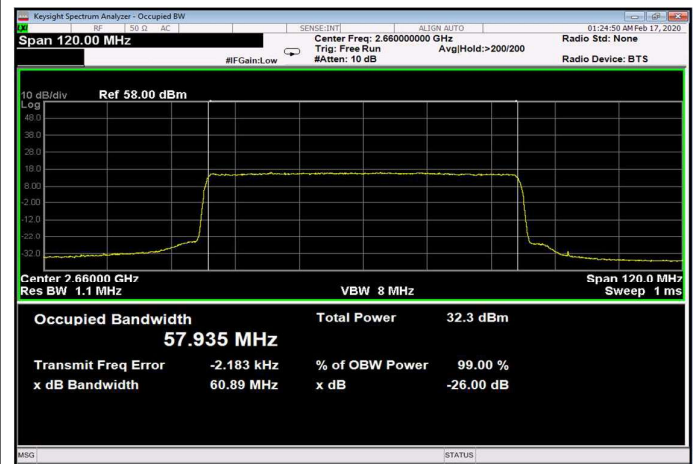 Keysight Spectrum Analyzer - Occupied BW
LXI RF 50 Ω AC SENSE:INT ALIGN AUTO 01:24:50 AM Feb 17, 2020
Span 120.00 MHz Center Freq: 2.660000000 GHz Radio Std: None
Trig: Free Run Avg|Hold:>200/200
#IFGain:Low #Atten: 10 dB Radio Device: BTS
10 dB/div Ref 58.00 dBm
Log
48.0
38.0
28.0
18.0
8.00
-2.00
-12.0
-22.0
-32.0
Center 2.66000 GHz Span 120.0 MHz
Res BW 1.1 MHz VBW 8 MHz Sweep 1 ms
Occupied Bandwidth Total Power 32.3 dBm
57.935 MHz
Transmit Freq Error -2.183 kHz % of OBW Power 99.00 %
x dB Bandwidth 60.89 MHz x dB -26.00 dB
MSG STATUS